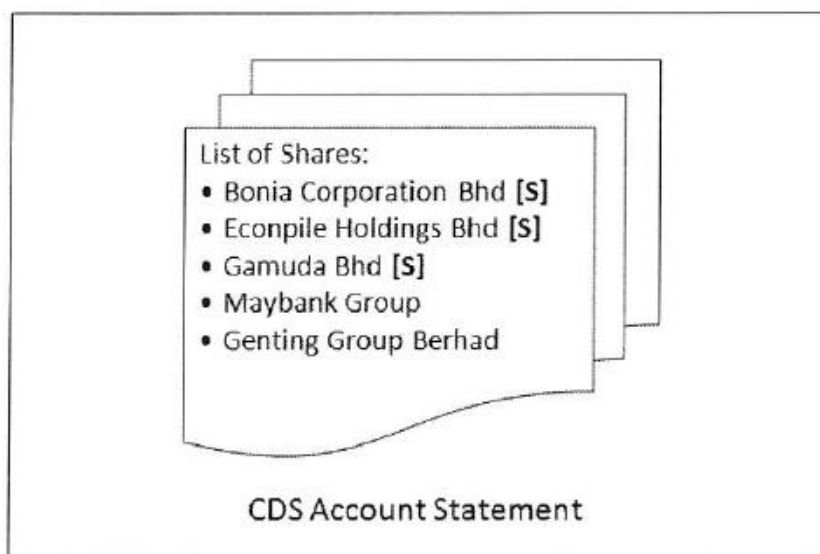 List of Shares:
• Bonia Corporation Bhd [S]
• Econpile Holdings Bhd [S]
• Gamuda Bhd [S]
• Maybank Group
• Genting Group Berhad
CDS Account Statement